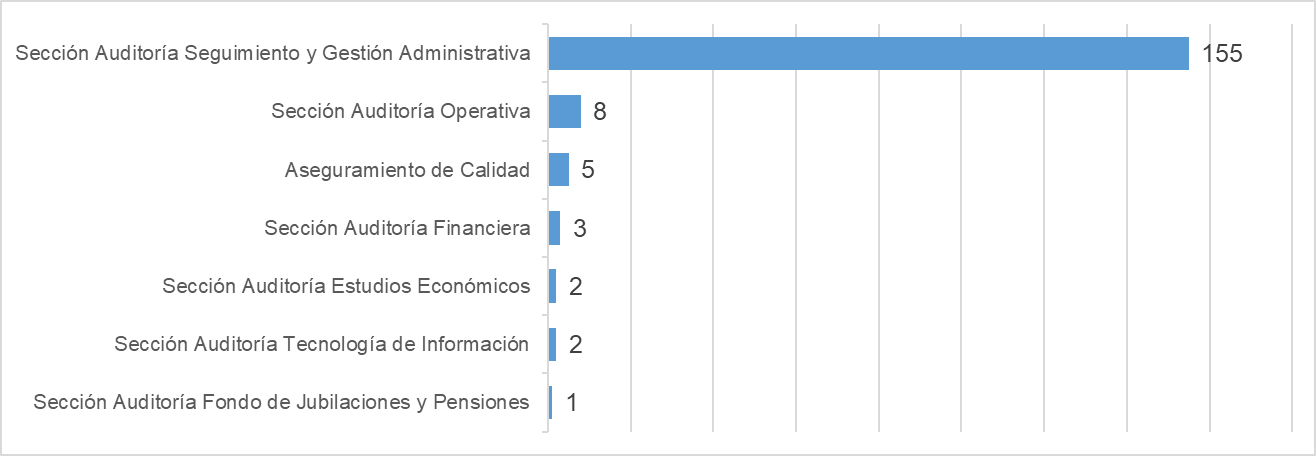 Sección Auditoría Seguimiento y Gestión Administrativa 155
Sección Auditoría Operativa 8
Aseguramiento de Calidad 5
Sección Auditoría Financiera 3
Sección Auditoría Estudios Económicos 2
Sección Auditoría Tecnología de Información 2
Sección Auditoría Fondo de Jubilaciones y Pensiones 1